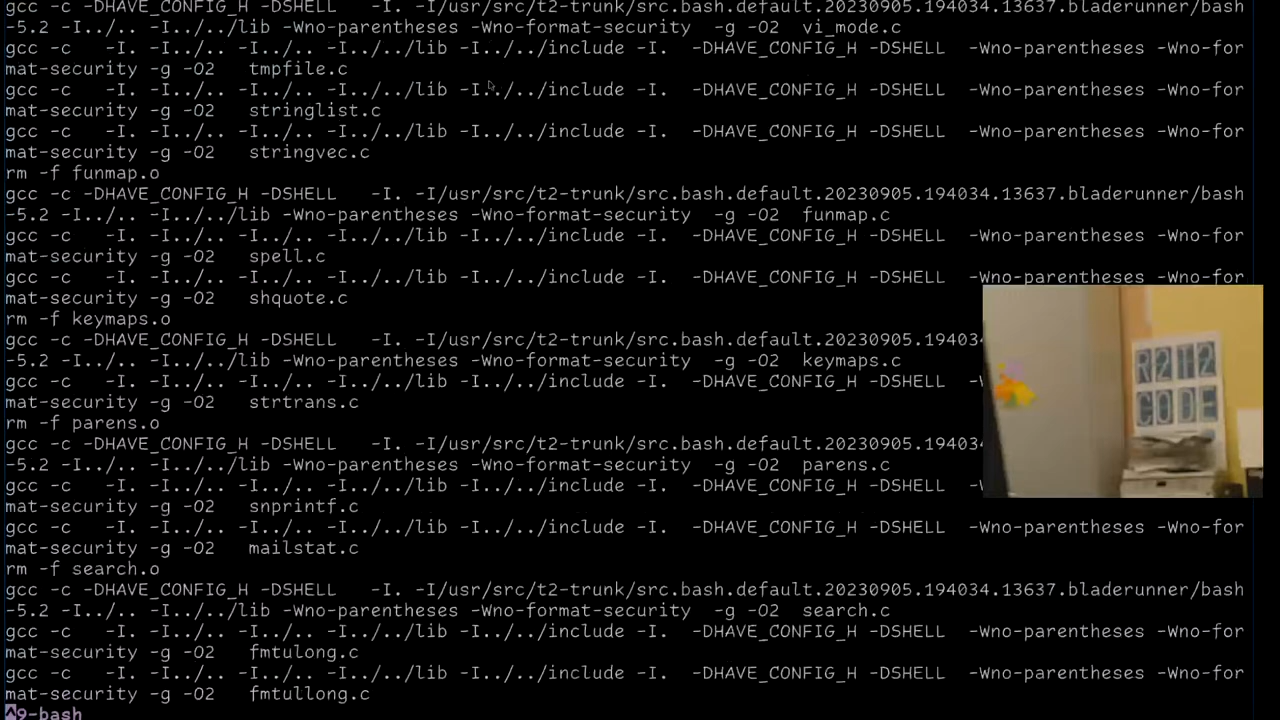 gcc -c -DHAVE_CONFIG_H -DSHELL   -I. -I/usr/src/t2-trunk/src.bash.default.20230905.194034.13637.bladerunner/bash
-5.2 -I../.. -I../../lib -Wno-parentheses -Wno-format-security  -g -O2  vi_mode.c
gcc -c   -I. -I../.. -I../.. -I../../lib -I../../include -I.  -DHAVE_CONFIG_H -DSHELL  -Wno-parentheses -Wno-for
mat-security -g -O2   tmpfile.c
gcc -c   -I. -I../.. -I../.. -I../../lib -I../../include -I.  -DHAVE_CONFIG_H -DSHELL  -Wno-parentheses -Wno-for
mat-security -g -O2   stringlist.c
gcc -c   -I. -I../.. -I../.. -I../../lib -I../../include -I.  -DHAVE_CONFIG_H -DSHELL  -Wno-parentheses -Wno-for
mat-security -g -O2   stringvec.c
rm -f funmap.o
gcc -c -DHAVE_CONFIG_H -DSHELL   -I. -I/usr/src/t2-trunk/src.bash.default.20230905.194034.13637.bladerunner/bash
-5.2 -I../.. -I../../lib -Wno-parentheses -Wno-format-security  -g -O2  funmap.c
gcc -c   -I. -I../.. -I../.. -I../../lib -I../../include -I.  -DHAVE_CONFIG_H -DSHELL  -Wno-parentheses -Wno-for
mat-security -g -O2   spell.c
gcc -c   -I. -I../.. -I../.. -I../../lib -I../../include -I.  -DHAVE_CONFIG_H -DSHELL  -Wno-parentheses -Wno-for
mat-security -g -O2   shquote.c
rm -f keymaps.o
gcc -c -DHAVE_CONFIG_H -DSHELL   -I. -I/usr/src/t2-trunk/src.bash.default.20230905.19403
-5.2 -I../.. -I../../lib -Wno-parentheses -Wno-format-security  -g -O2  keymaps.c
gcc -c   -I. -I../.. -I../.. -I../../lib -I../../include -I.  -DHAVE_CONFIG_H -DSHELL
mat-security -g -O2   strtrans.c
rm -f parens.o
gcc -c -DHAVE_CONFIG_H -DSHELL   -I. -I/usr/src/t2-trunk/src.bash.default.20230905.19403
-5.2 -I../.. -I../../lib -Wno-parentheses -Wno-format-security  -g -O2  parens.c
gcc -c   -I. -I../.. -I../.. -I../../lib -I../../include -I.  -DHAVE_CONFIG_H -DSHELL
mat-security -g -O2   snprintf.c
gcc -c   -I. -I../.. -I../.. -I../../lib -I../../include -I.  -DHAVE_CONFIG_H -DSHELL  -Wno-parentheses -Wno-for
mat-security -g -O2   mailstat.c
rm -f search.o
gcc -c -DHAVE_CONFIG_H -DSHELL   -I. -I/usr/src/t2-trunk/src.bash.default.20230905.194034.13637.bladerunner/bash
-5.2 -I../.. -I../../lib -Wno-parentheses -Wno-format-security  -g -O2  search.c
gcc -c   -I. -I../.. -I../.. -I../../lib -I../../include -I.  -DHAVE_CONFIG_H -DSHELL  -Wno-parentheses -Wno-for
mat-security -g -O2   fmtulong.c
gcc -c   -I. -I../.. -I../.. -I../../lib -I../../include -I.  -DHAVE_CONFIG_H -DSHELL  -Wno-parentheses -Wno-for
mat-security -g -O2   fmtullong.c
^9-bash
CODE